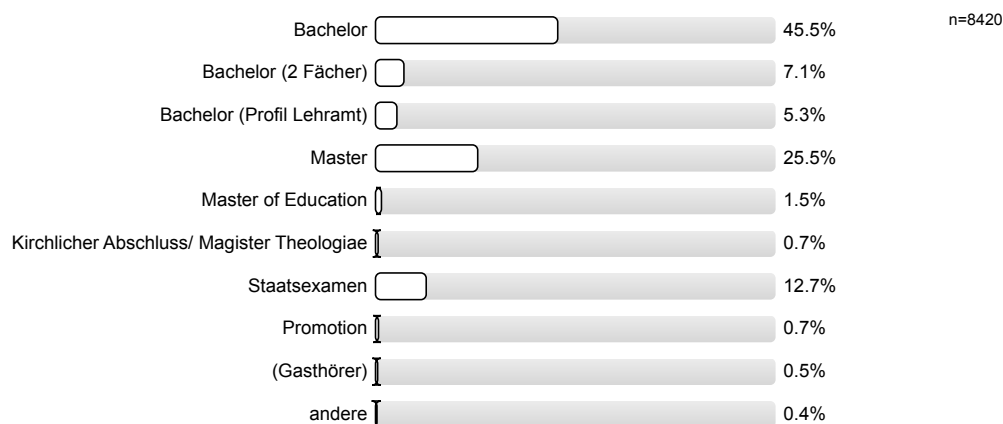 n=8420
Bachelor 45.5%
Bachelor (2 Fächer) 7.1%
Bachelor (Profil Lehramt) 5.3%
Master 25.5%
Master of Education 1.5%
Kirchlicher Abschluss/ Magister Theologiae 0.7%
Staatsexamen 12.7%
Promotion 0.7%
(Gasthörer) 0.5%
andere 0.4%